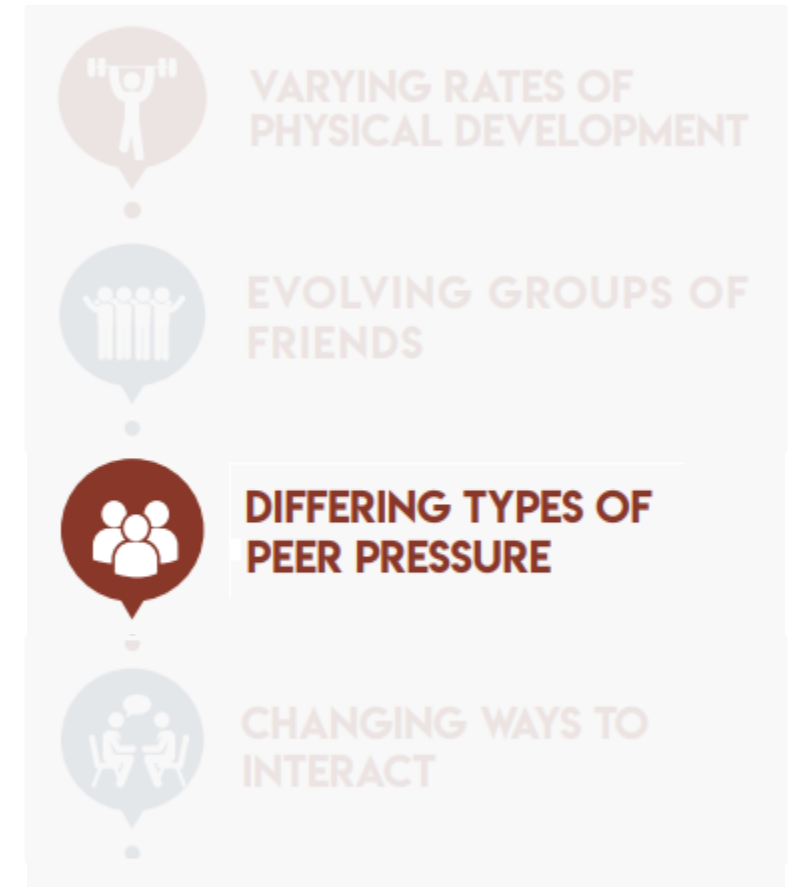 VARYING RATES OF
PHYSICAL DEVELOPMENT
EVOLVING GROUPS OF
FRIENDS
DIFFERING TYPES OF
PEER PRESSURE
CHANGING WAYS TO
INTERACT